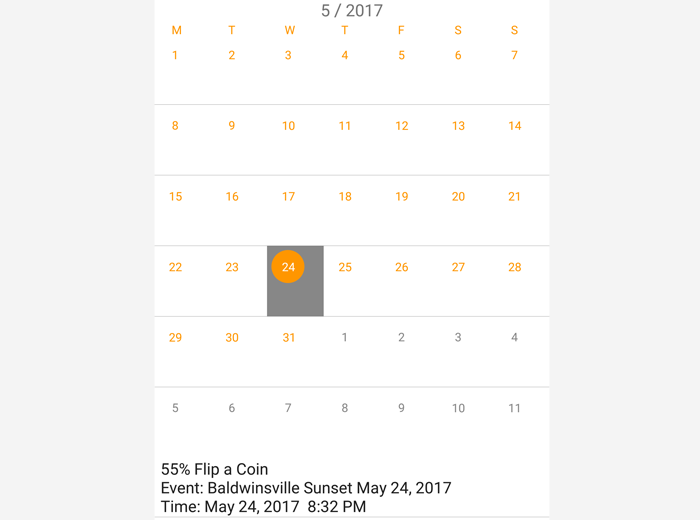 5 / 2017
M T W T F S S
1 2 3 4 5 6 7
8 9 10 11 12 13 14
15 16 17 18 19 20 21
22 23 24 25 26 27 28
29 30 31 1 2 3 4
5 6 7 8 9 10 11
55% Flip a Coin
Event: Baldwinsville Sunset May 24, 2017
Time: May 24, 2017  8:32 PM